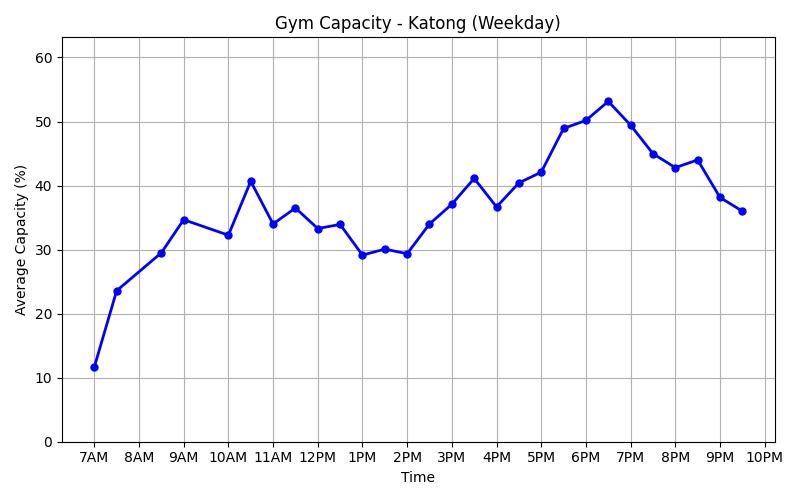 Gym Capacity - Katong (Weekday)
60
50
40
30
20
10
0
Average Capacity (%)
7AM 8AM 9AM 10AM 11AM 12PM 1PM 2PM 3PM 4PM 5PM 6PM 7PM 8PM 9PM 10PM
Time